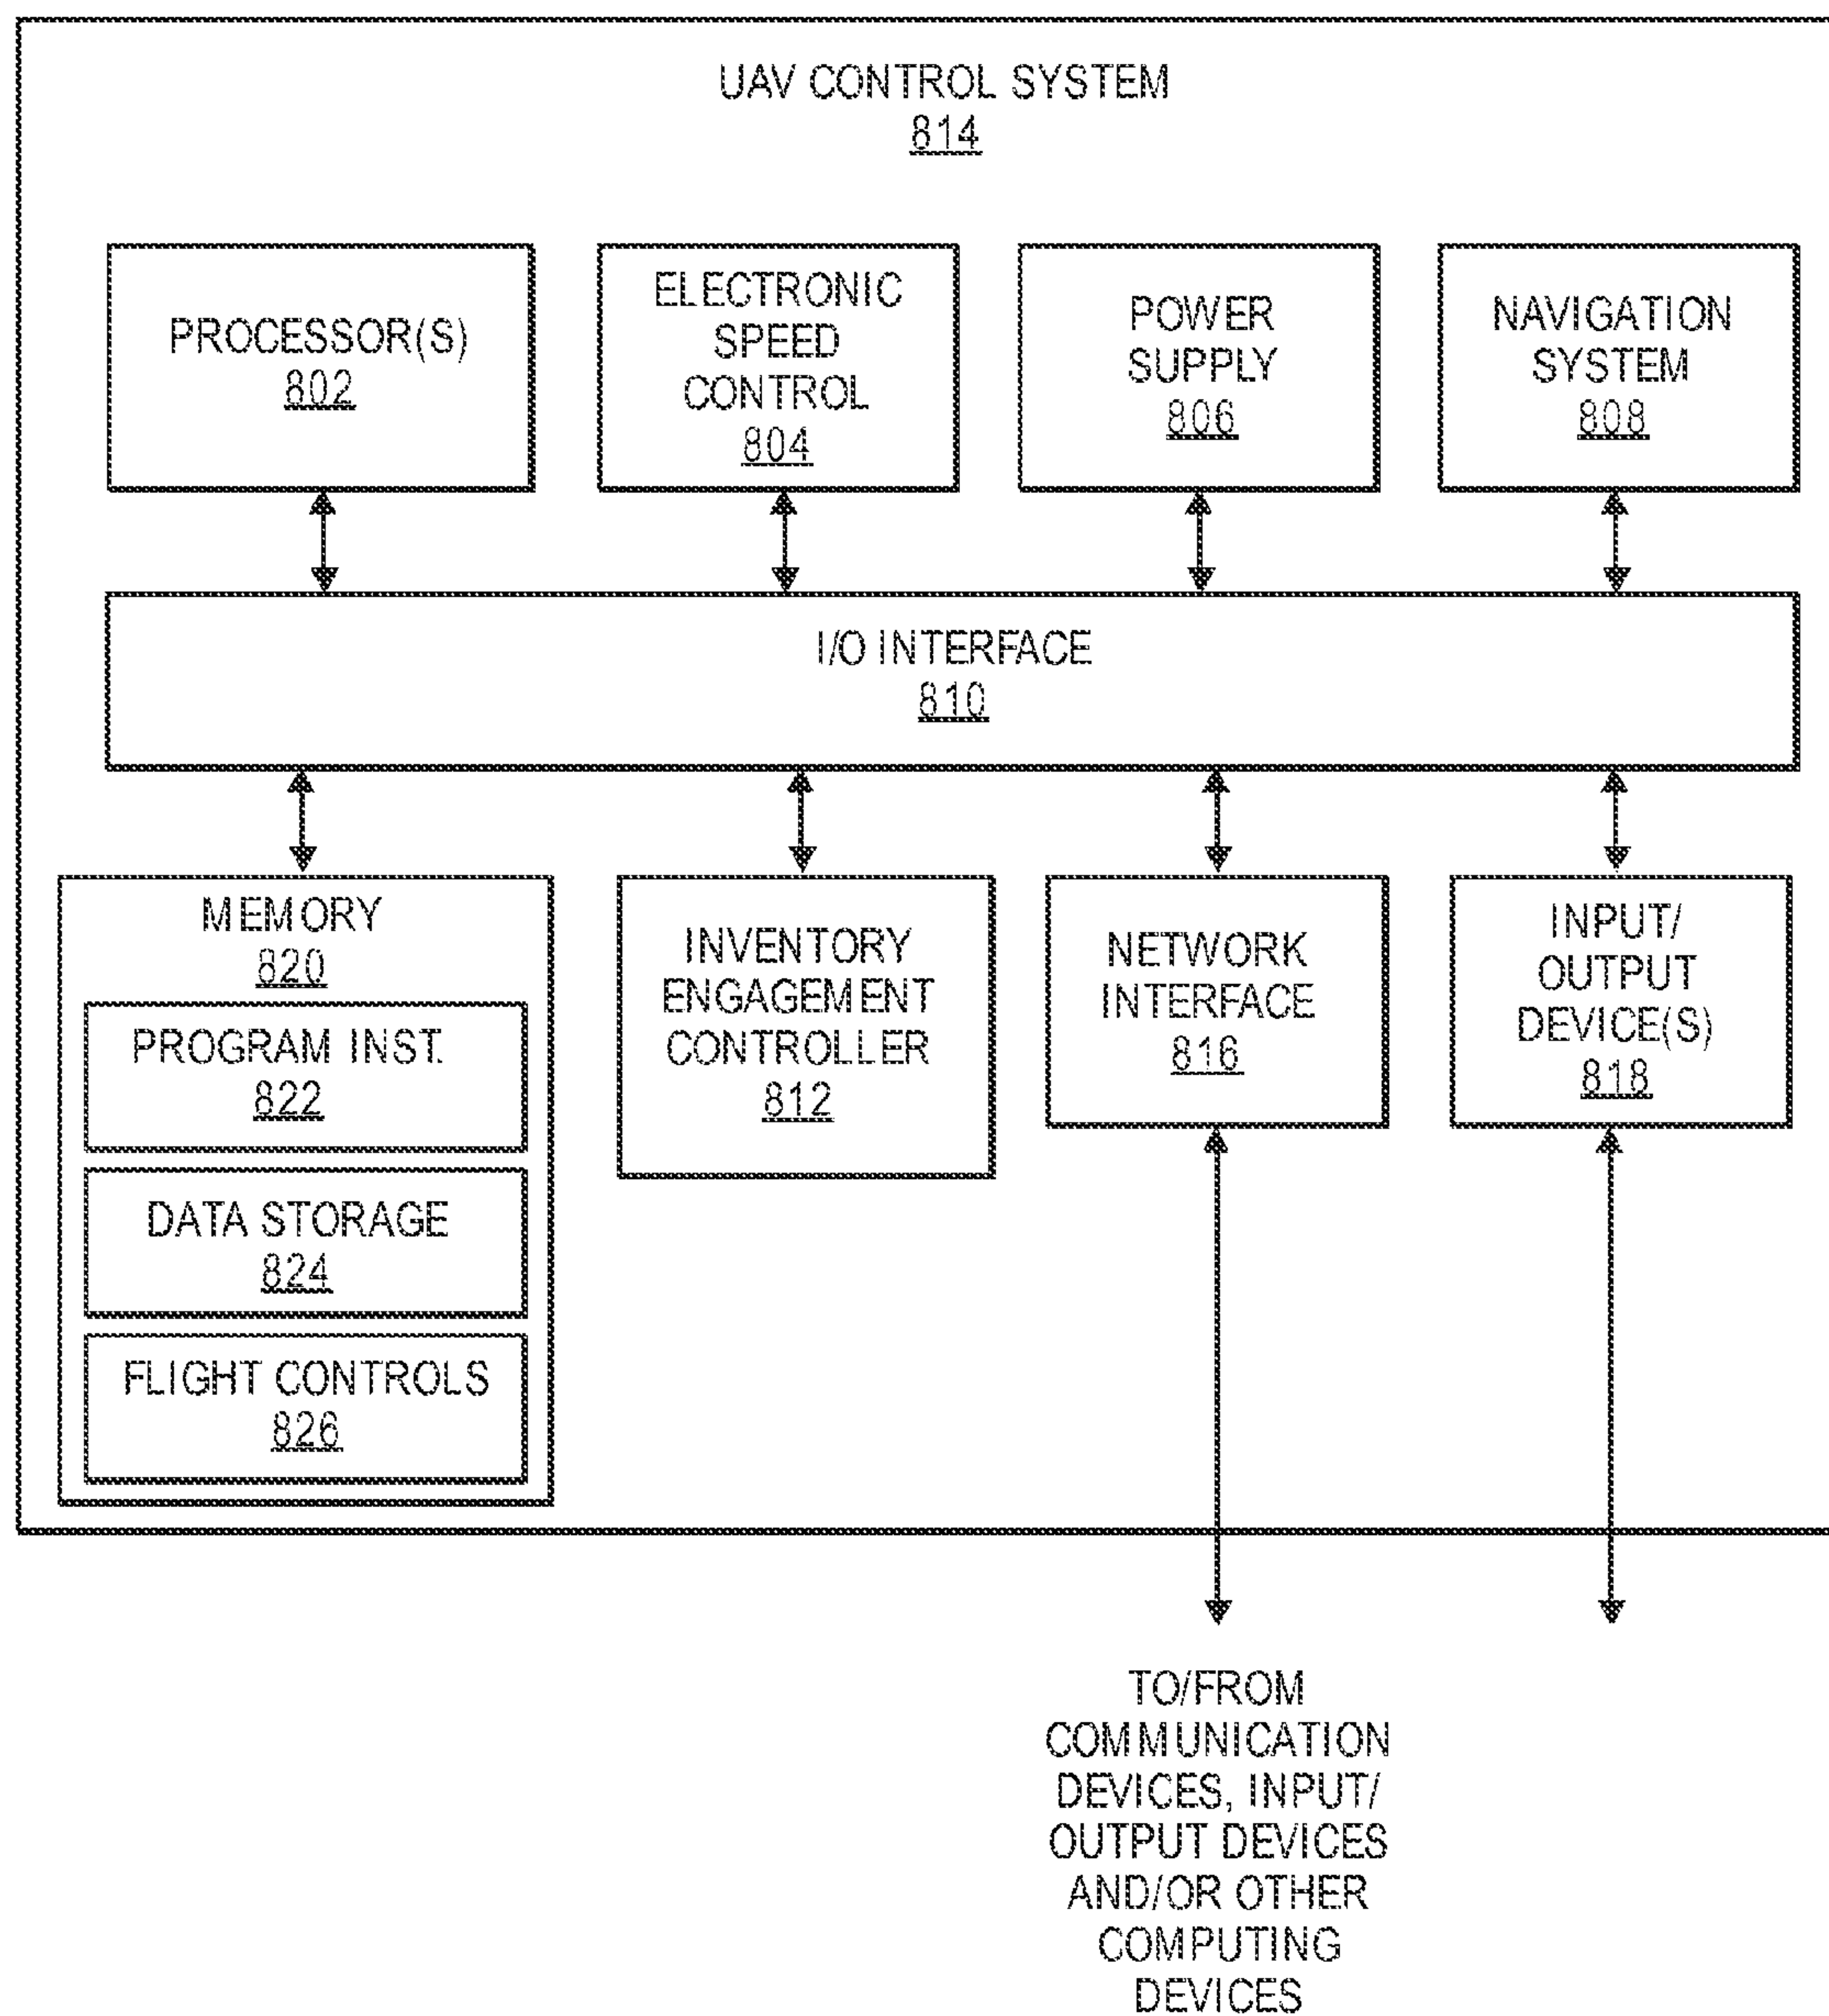 UAV CONTROL SYSTEM
814
PROCESSOR(S)
802
ELECTRONIC
SPEED
CONTROL
804
POWER
SUPPLY
806
NAVIGATION
SYSTEM
808
I/O INTERFACE
810
MEMORY
820
PROGRAM INST.
822
DATA STORAGE
824
FLIGHT CONTROLS
826
INVENTORY
ENGAGEMENT
CONTROLLER
812
NETWORK
INTERFACE
816
INPUT/
OUTPUT
DEVICE(S)
818
TO/FROM
COMMUNICATION
DEVICES, INPUT/
OUTPUT DEVICES
AND/OR OTHER
COMPUTING
DEVICES